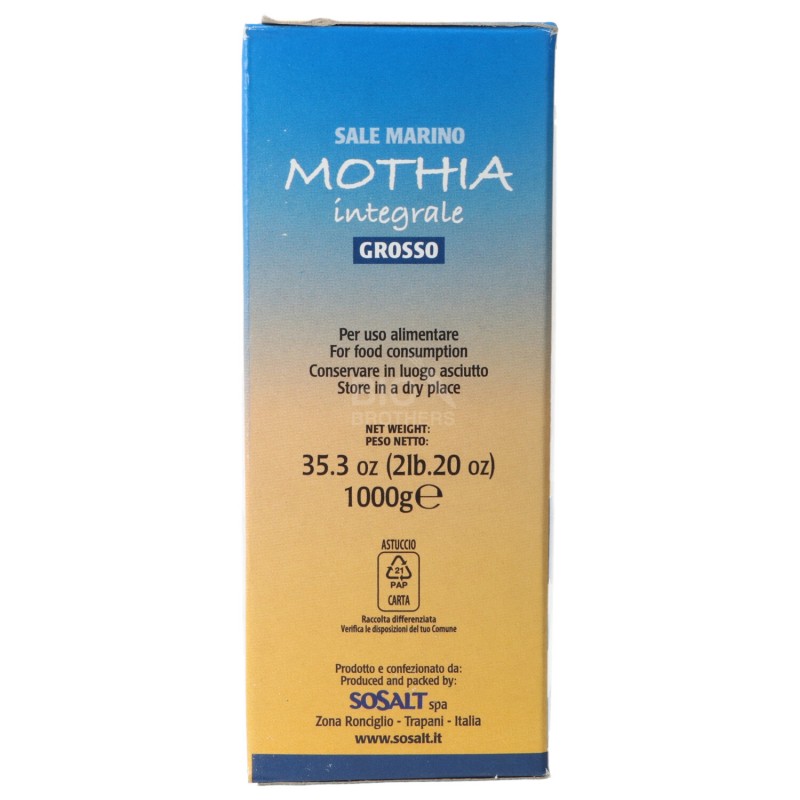 SALE MARINO
MOTHIA
integrale
GROSSO
Per uso alimentare
For food consumption
Conservare in luogo asciutto
Store in a dry place
BIO
BROTHERS
NET WEIGHT:
PESO NETTO:
35.3 oz (2lb.20 oz)
1000g℮
ASTUCCIO
21
PAP
CARTA
Raccolta differenziata
Verifica le disposizioni del tuo Comune
Prodotto e confezionato da:
Produced and packed by:
SOSALT spa
Zona Ronciglio - Trapani - Italia
www.sosalt.it